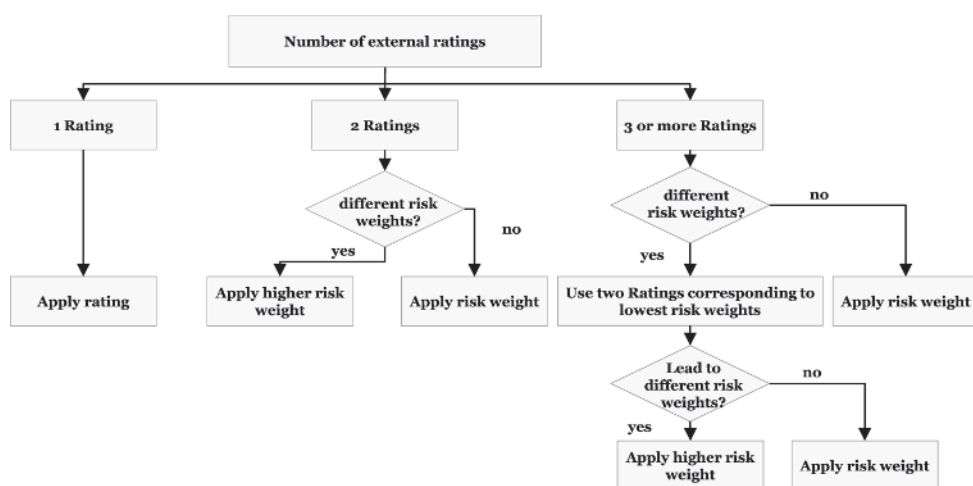 Number of external ratings
1 Rating
2 Ratings
3 or more Ratings
different risk
weights?
no
yes
different
risk weights?
no
yes
Apply rating
Apply higher risk
weight
Apply risk weight
Use two Ratings corresponding to
lowest risk weights
Apply risk weight
Lead to
different risk
weights?
no
yes
Apply higher risk
weight
Apply risk weight